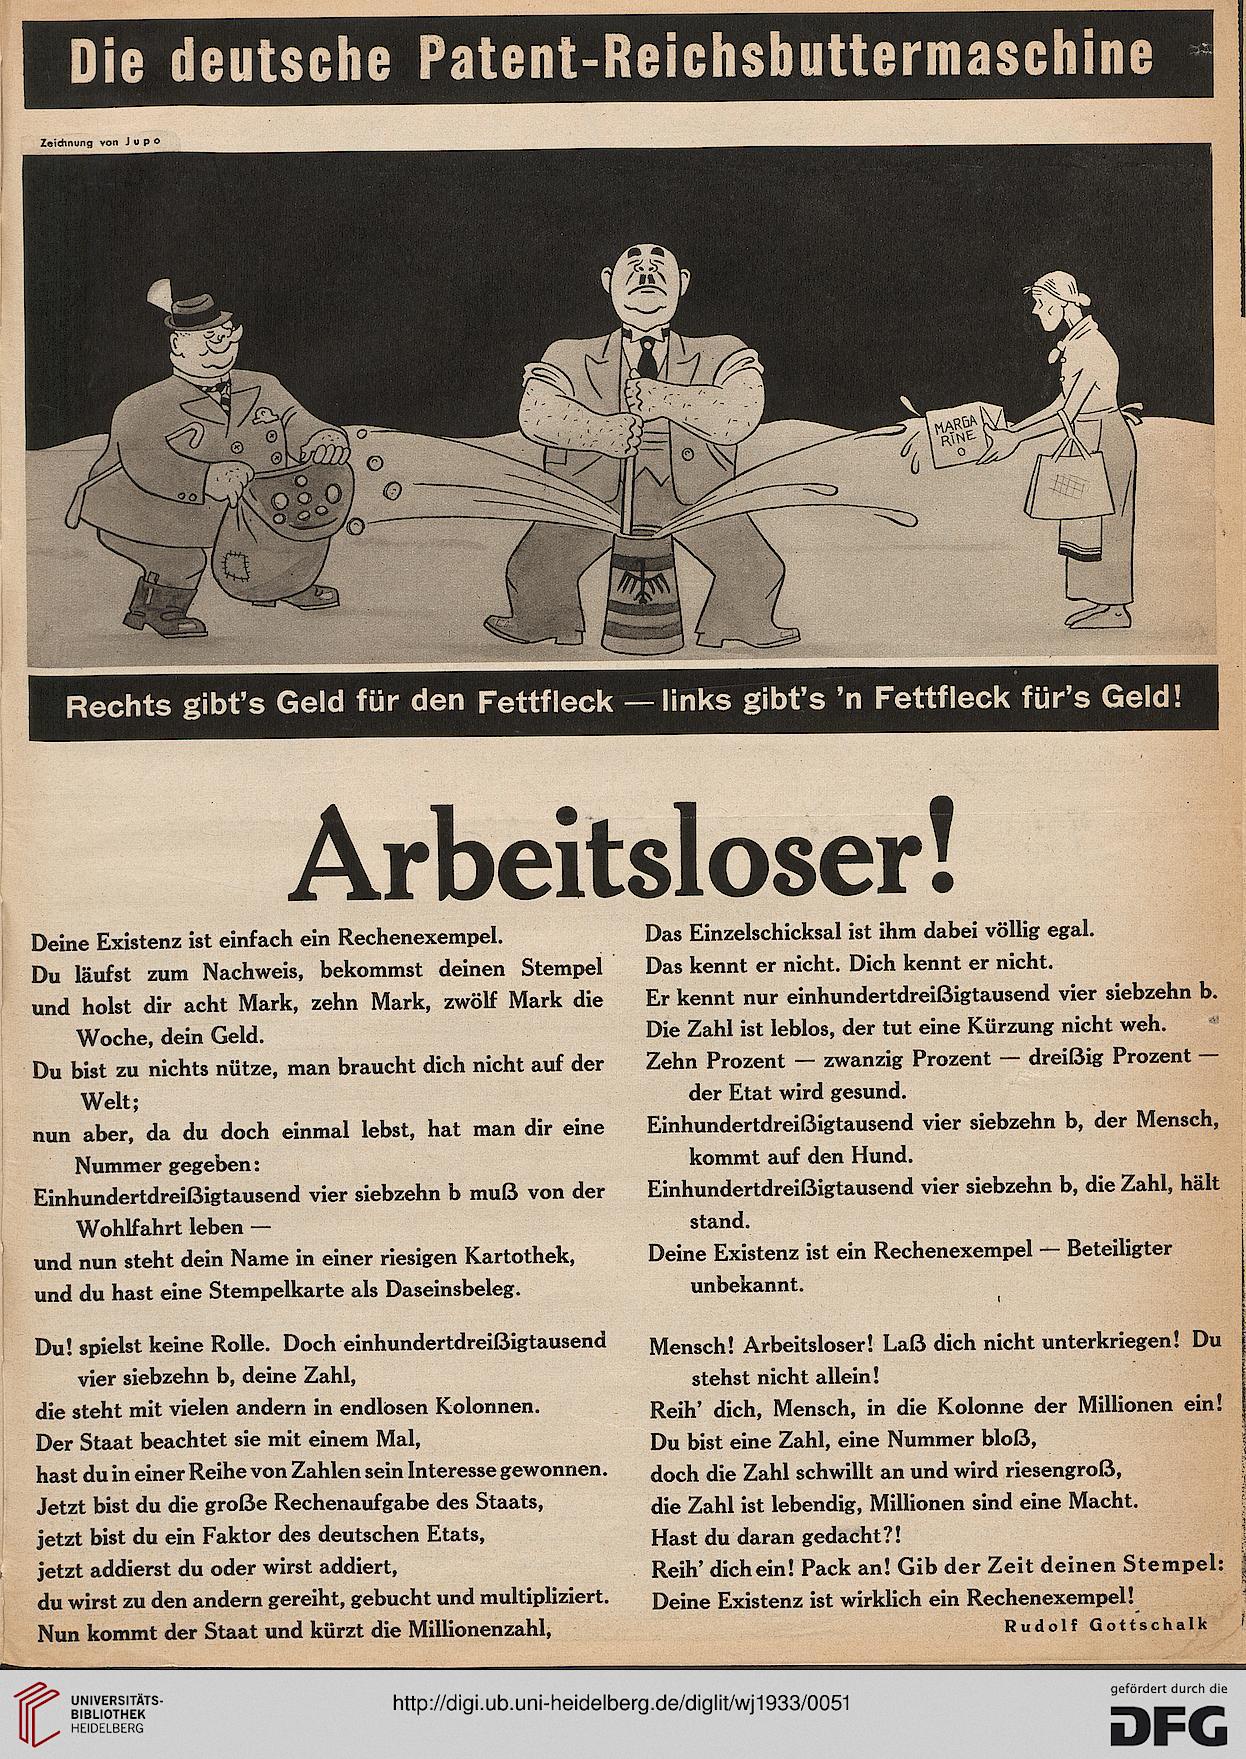 Die deutsche Patent-Reichsbuttermaschine
Zeichnung von Jupo
MARGA
RINE
Rechts gibt's Geld für den Fettfleck — links gibt's 'n Fettfleck für's Geld!
Arbeitsloser!
Deine Existenz ist einfach ein Rechenexempel.
Du läufst zum Nachweis, bekommst deinen Stempel
und holst dir acht Mark, zehn Mark, zwölf Mark die
Woche, dein Geld.
Du bist zu nichts nütze, man braucht dich nicht auf der
Welt;
nun aber, da du doch einmal lebst, hat man dir eine
Nummer gegeben:
Einhundertdreißigtausend vier siebzehn b muß von der
Wohlfahrt leben —
und nun steht dein Name in einer riesigen Kartothek,
und du hast eine Stempelkarte als Daseinsbeleg.
Du! spielst keine Rolle. Doch einhundertdreißigtausend
vier siebzehn b, deine Zahl,
die steht mit vielen andern in endlosen Kolonnen.
Der Staat beachtet sie mit einem Mal,
hast du in einer Reihe von Zahlen sein Interesse gewonnen.
Jetzt bist du die große Rechenaufgabe des Staats,
jetzt bist du ein Faktor des deutschen Etats,
jetzt addierst du oder wirst addiert,
du wirst zu den andern gereiht, gebucht und multipliziert.
Nun kommt der Staat und kürzt die Millionenzahl,
Das Einzelschicksal ist ihm dabei völlig egal.
Das kennt er nicht. Dich kennt er nicht.
Er kennt nur einhundertdreißigtausend vier siebzehn b.
Die Zahl ist leblos, der tut eine Kürzung nicht weh.
Zehn Prozent — zwanzig Prozent — dreißig Prozent —
der Etat wird gesund.
Einhundertdreißigtausend vier siebzehn b, der Mensch,
kommt auf den Hund.
Einhundertdreißigtausend vier siebzehn b, die Zahl, hält
stand.
Deine Existenz ist ein Rechenexempel — Beteiligter
unbekannt.
Mensch! Arbeitsloser! Laß dich nicht unterkriegen! Du
stehst nicht allein!
Reih' dich, Mensch, in die Kolonne der Millionen ein!
Du bist eine Zahl, eine Nummer bloß,
doch die Zahl schwillt an und wird riesengroß,
die Zahl ist lebendig, Millionen sind eine Macht.
Hast du daran gedacht?!
Reih' dich ein! Pack an! Gib der Zeit deinen Stempel:
Deine Existenz ist wirklich ein Rechenexempel!
Rudolf Gottschalk
UNIVERSITÄTS-
BIBLIOTHEK
HEIDELBERG
http://digi.ub.uni-heidelberg.de/diglit/wj1933/0051
gefördert durch die
DFG